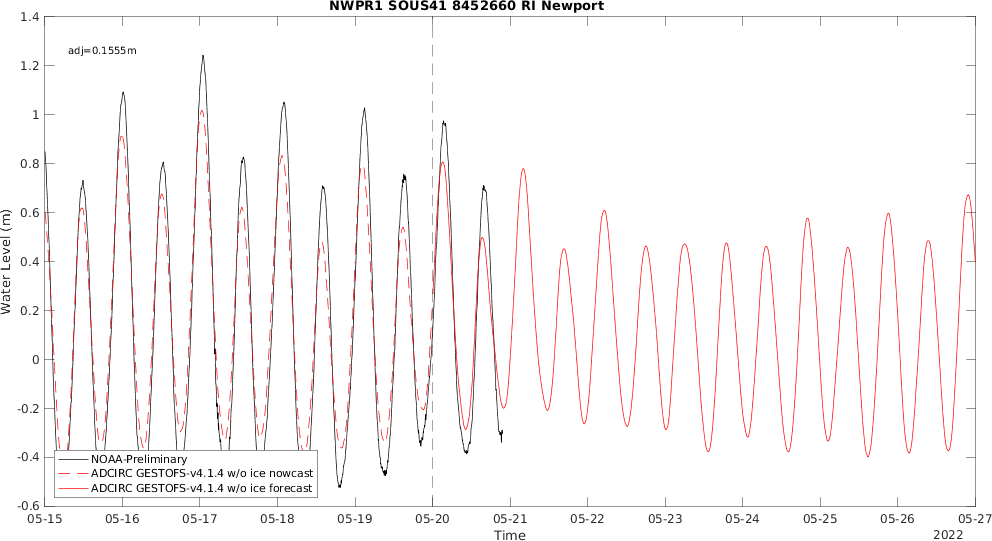 NWPR1 SOUS41 8452660 RI Newport
adj=0.1555m
Water Level (m)
1.4
1.2
1
0.8
0.6
0.4
0.2
0
-0.2
-0.4
-0.6
NOAA-Preliminary
ADCIRC GESTOFS-v4.1.4 w/o ice nowcast
ADCIRC GESTOFS-v4.1.4 w/o ice forecast
05-15 05-16 05-17 05-18 05-19 05-20 05-21 05-22 05-23 05-24 05-25 05-26 05-27
Time
2022